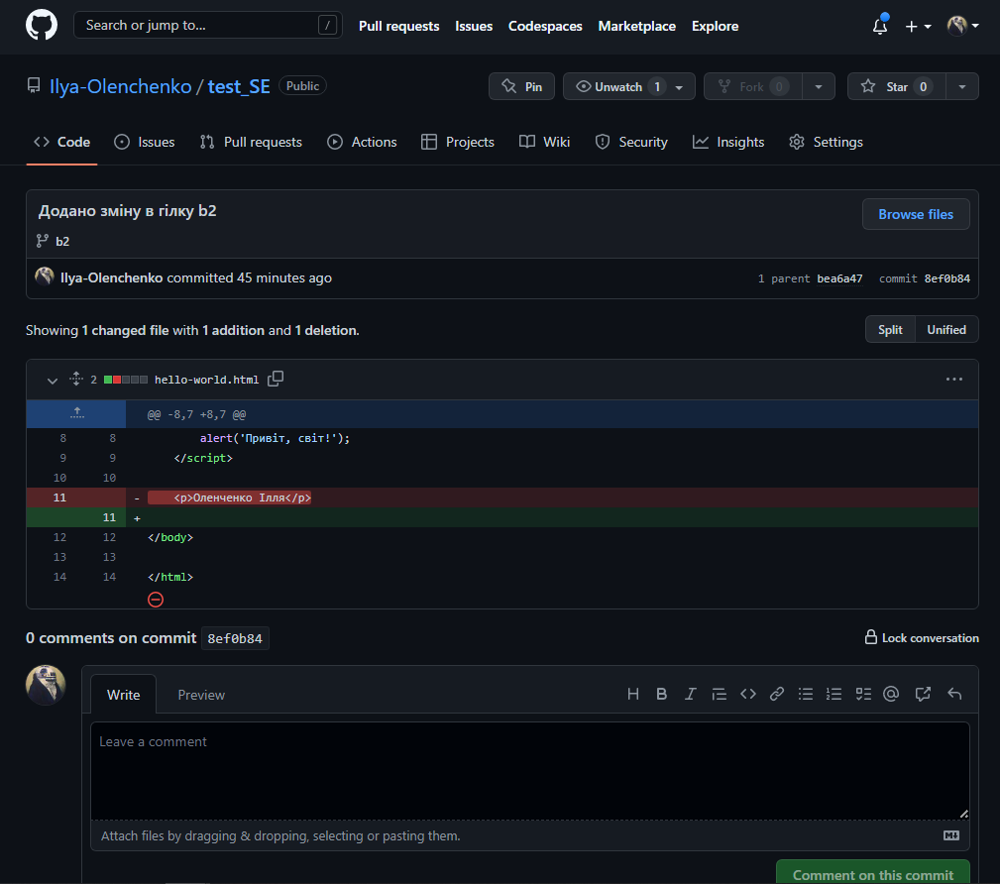 Search or jump to... /
Pull requests Issues Codespaces Marketplace Explore
Ilya-Olenchenko / test_SE Public
Pin Unwatch 1 Fork 0 Star 0
Code Issues Pull requests Actions Projects Wiki Security Insights Settings
Додано зміну в гілку b2
Browse files
b2
Ilya-Olenchenko committed 45 minutes ago
1 parent bea6a47 commit 8ef0b84
Showing 1 changed file with 1 addition and 1 deletion.
Split Unified
2 hello-world.html
@@ -8,7 +8,7 @@
8 8 alert('Привіт, світ!');
9 9 </script>
10 10
11 - <p>Оленченко Ілля</p>
11 +
12 12 </body>
13 13
14 14 </html>
0 comments on commit 8ef0b84
Lock conversation
Write Preview
Leave a comment
Attach files by dragging & dropping, selecting or pasting them.
Comment on this commit